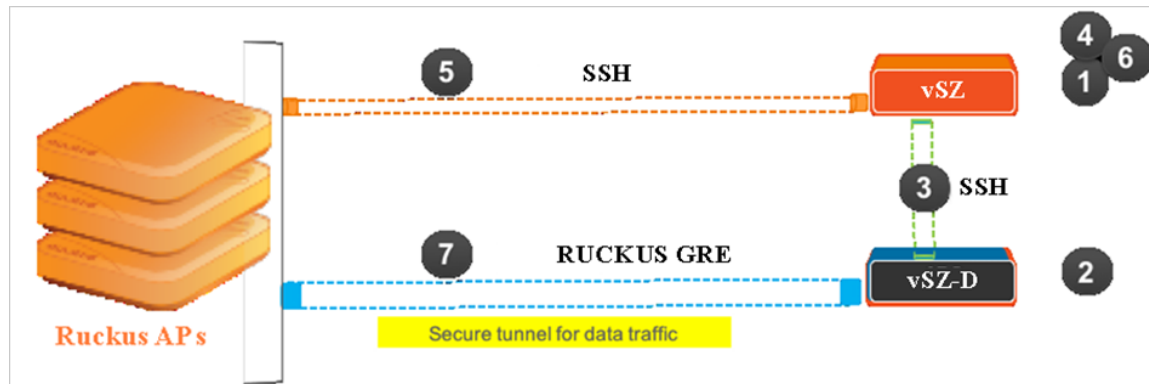 4
6
5
SSH
vSZ
1
3
SSH
7
RUCKUS GRE
vSZ-D
2
Secure tunnel for data traffic
Ruckus APs